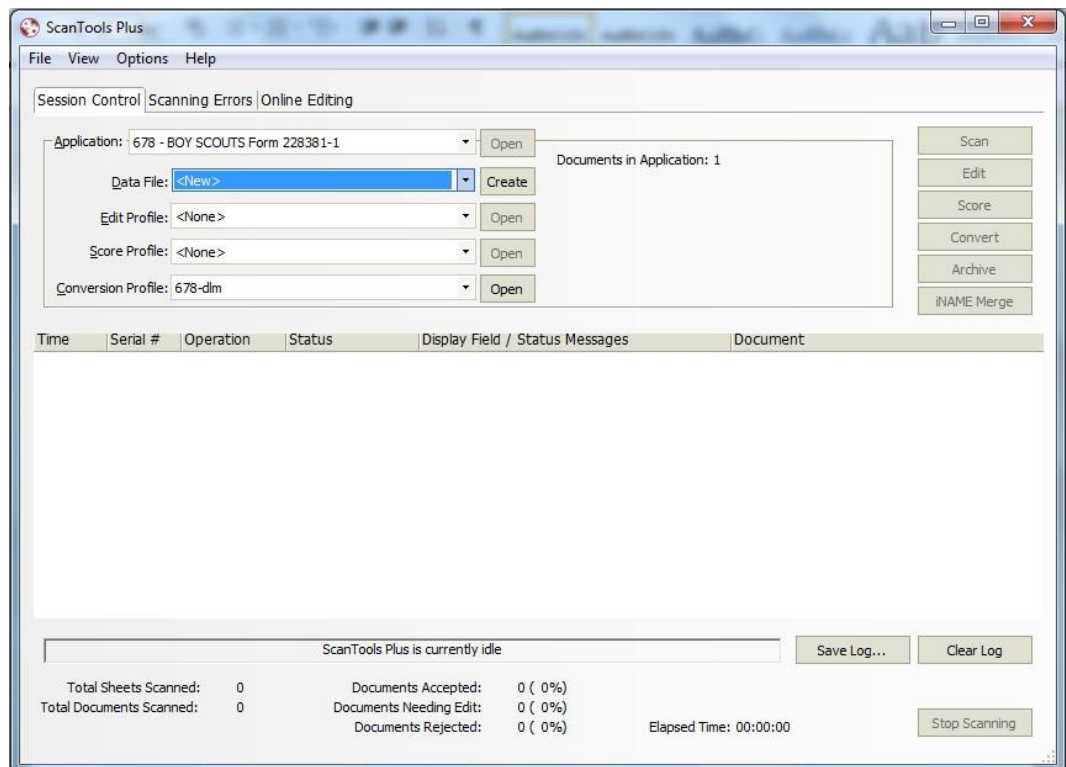 ScanTools Plus
File View Options Help
Session Control Scanning Errors Online Editing
Application: 678 - BOY SCOUTS Form 228381-1 Open
Documents in Application: 1
Data File: <New> Create
Edit Profile: <None> Open
Score Profile: <None> Open
Conversion Profile: 678-dlm Open
Scan
Edit
Score
Convert
Archive
iNAME Merge
Time Serial # Operation Status Display Field / Status Messages Document
ScanTools Plus is currently idle Save Log... Clear Log
Total Sheets Scanned: 0 Documents Accepted: 0 ( 0%)
Total Documents Scanned: 0 Documents Needing Edit: 0 ( 0%)
Documents Rejected: 0 ( 0%) Elapsed Time: 00:00:00 Stop Scanning